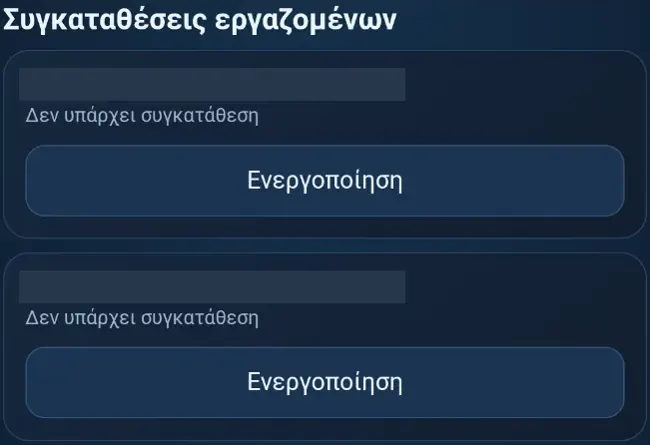 Συγκαταθέσεις εργαζομένων
Δεν υπάρχει συγκατάθεση
Ενεργοποίηση
Δεν υπάρχει συγκατάθεση
Ενεργοποίηση